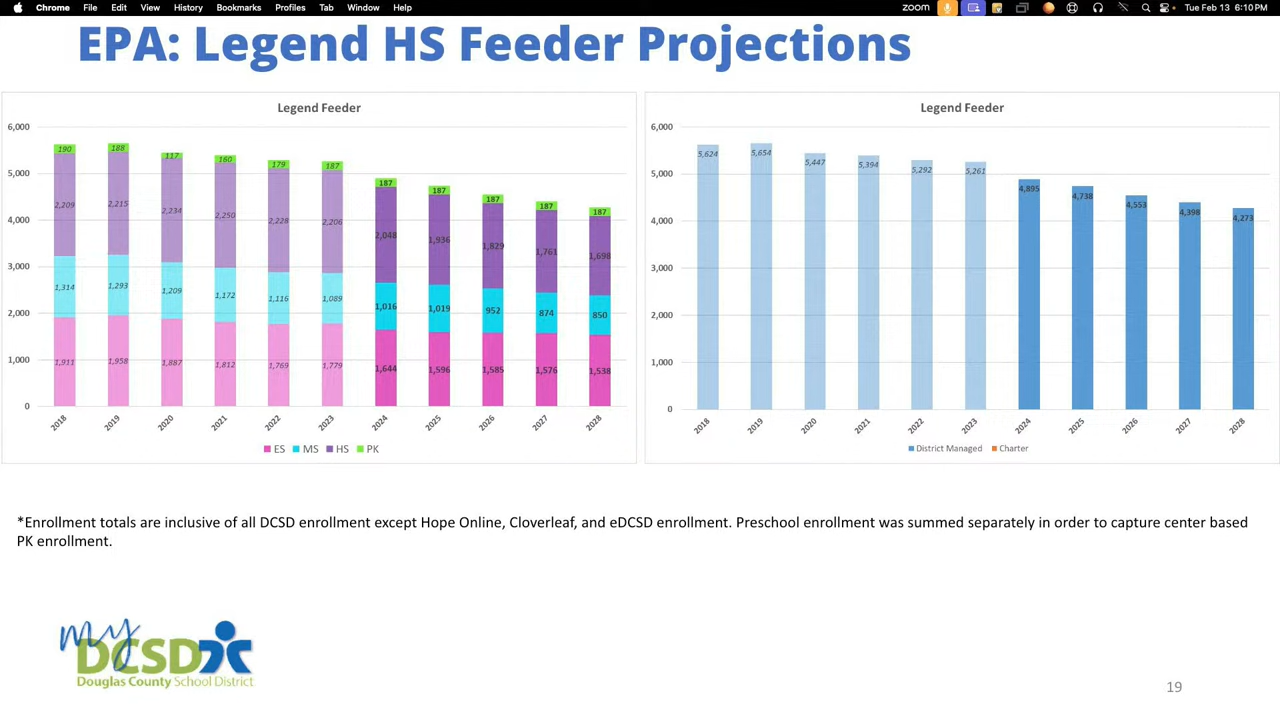 Chrome File Edit View History Bookmarks Profiles Tab Window Help zoom Tue Feb 13 6:10 PM
EPA: Legend HS Feeder Projections
Legend Feeder
6,000
5,000
4,000
3,000
2,000
1,000
0
190 188 117 160 179 187 187 187 187 187 187
2,209 2,215 2,234 2,250 2,228 2,206 2,048 1,936 1,829 1,761 1,698
1,314 1,293 1,209 1,172 1,116 1,089 1,016 1,019 952 874 850
1,911 1,958 1,887 1,812 1,769 1,779 1,644 1,596 1,585 1,576 1,538
2018 2019 2020 2021 2022 2023 2024 2025 2026 2027 2028
ES MS HS PK
Legend Feeder
6,000
5,000
4,000
3,000
2,000
1,000
0
5,624 5,654 5,447 5,394 5,292 5,261 4,895 4,738 4,553 4,398 4,273
2018 2019 2020 2021 2022 2023 2024 2025 2026 2027 2028
District Managed Charter
*Enrollment totals are inclusive of all DCSD enrollment except Hope Online, Cloverleaf, and eDCSD enrollment. Preschool enrollment was summed separately in order to capture center based
PK enrollment.
my
DCSD
Douglas County School District
19